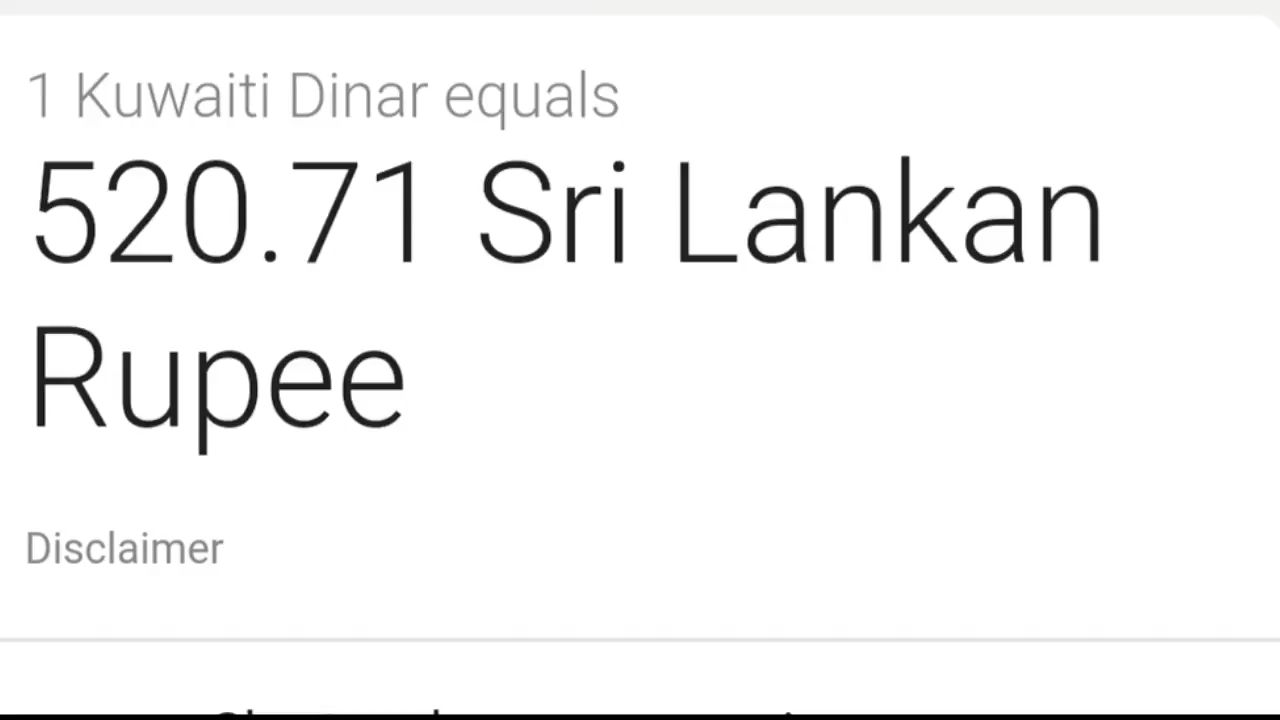 1 Kuwaiti Dinar equals
520.71 Sri Lankan
Rupee
Disclaimer